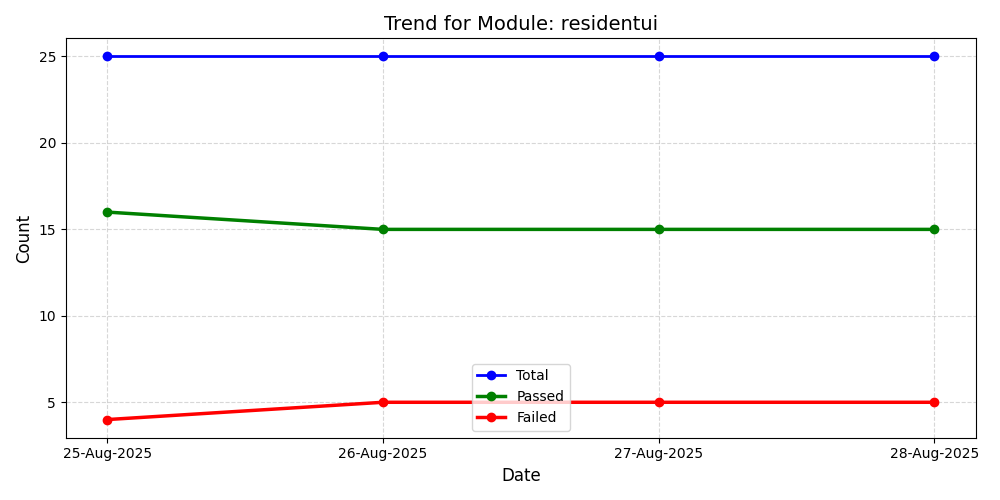 Trend for Module: residentui
Count
25
20
15
10
5
Total
Passed
Failed
25-Aug-2025
26-Aug-2025
27-Aug-2025
28-Aug-2025
Date